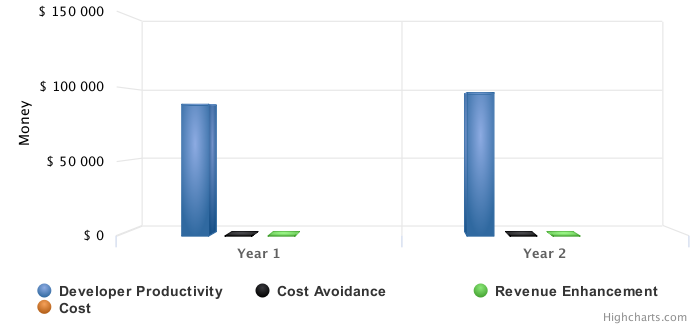 $ 150 000
$ 100 000
$ 50 000
$ 0
Money
Year 1
Year 2
Developer Productivity
Cost Avoidance
Revenue Enhancement
Cost
Highcharts.com